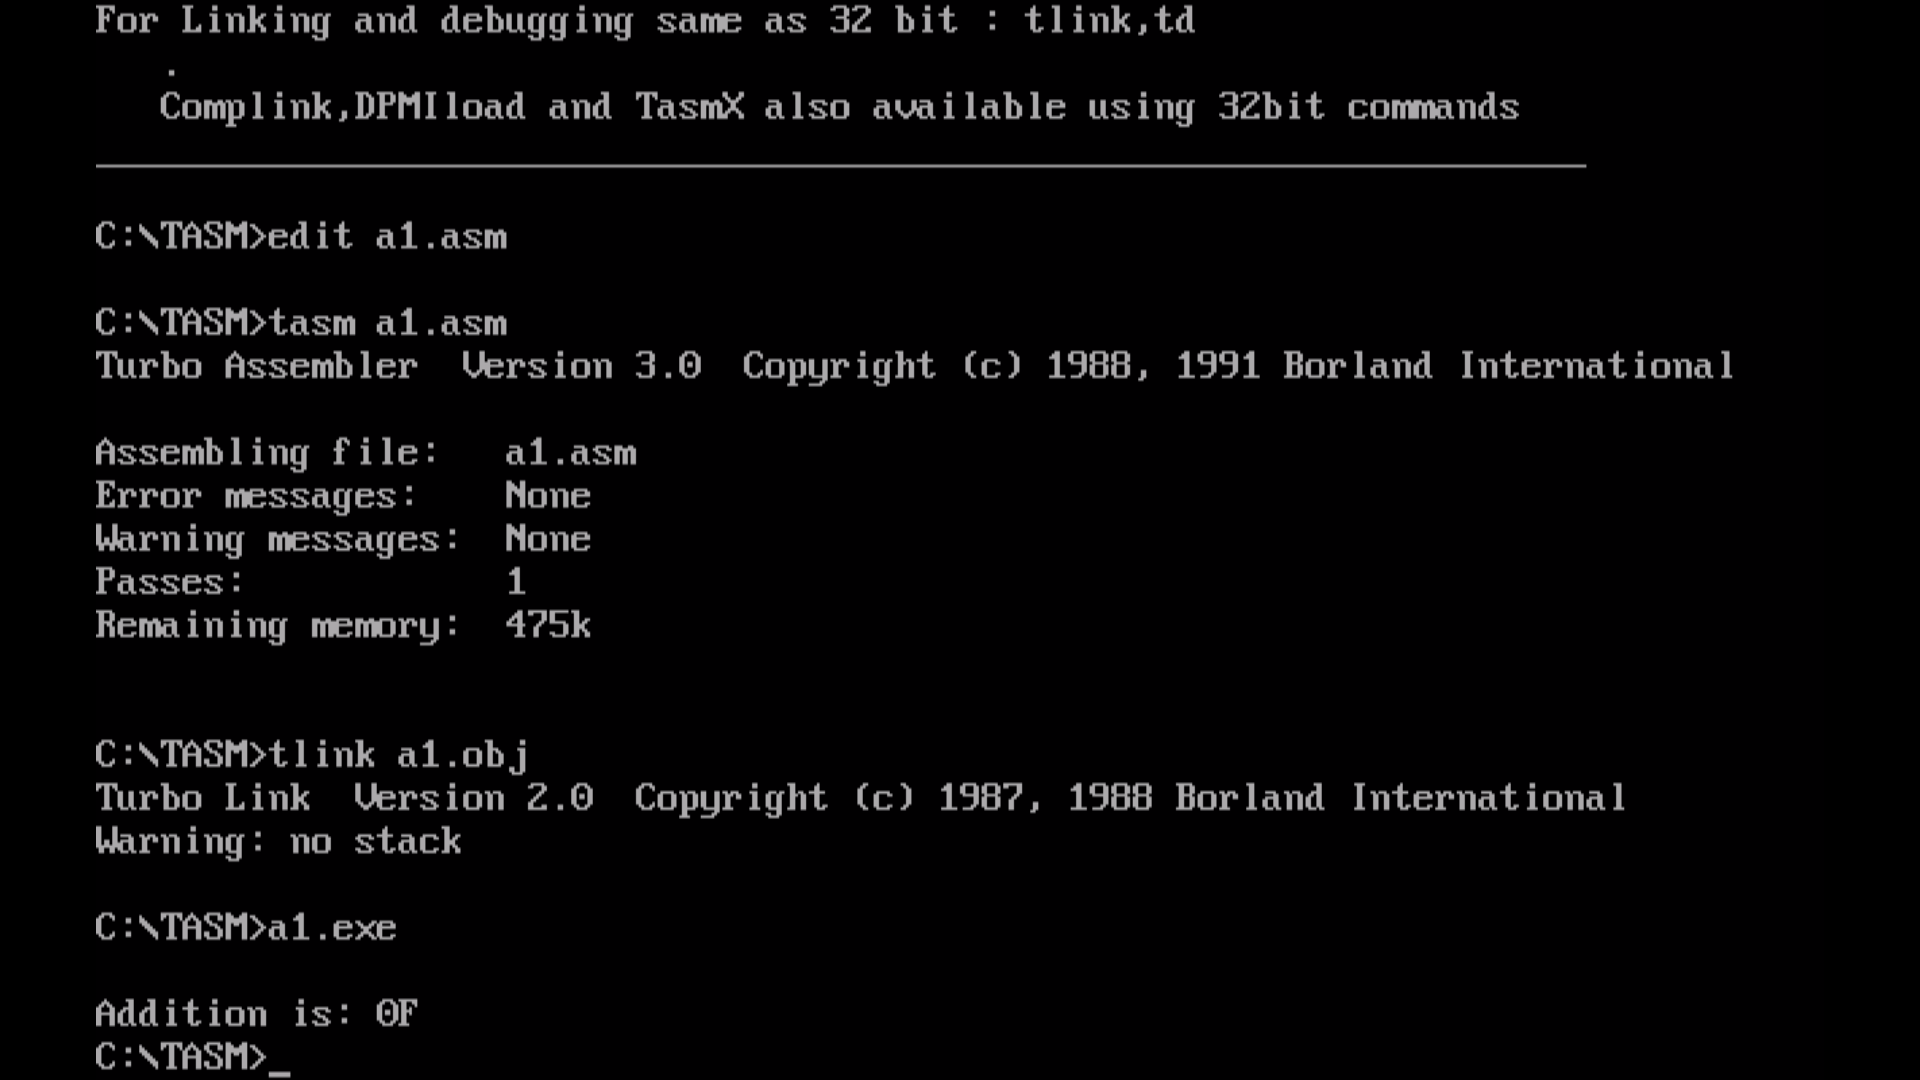 For Linking and debugging same as 32 bit : tlink,td
.
Complink,DPMIload and TasmX also available using 32bit commands
C:\TASM>edit a1.asm
C:\TASM>tasm a1.asm
Turbo Assembler  Version 3.0  Copyright (c) 1988, 1991 Borland International
Assembling file:   a1.asm
Error messages:    None
Warning messages:  None
Passes:            1
Remaining memory:  475k
C:\TASM>tlink a1.obj
Turbo Link  Version 2.0  Copyright (c) 1987, 1988 Borland International
Warning: no stack
C:\TASM>a1.exe
Addition is: 0F
C:\TASM>_